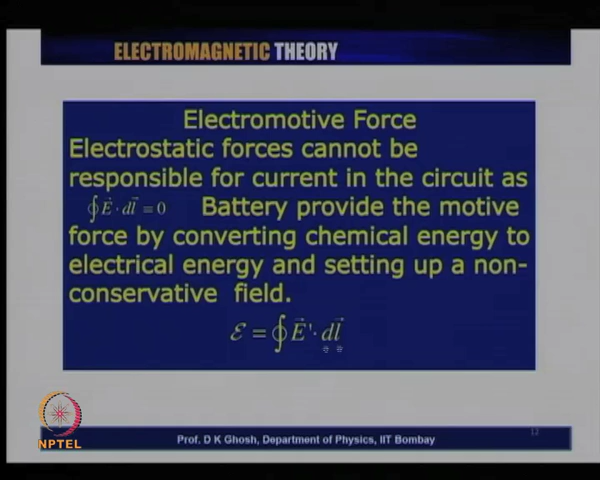 ELECTROMAGNETIC THEORY
Electromotive Force
Electrostatic forces cannot be
responsible for current in the circuit as
∮E⃗·dl⃗=0 Battery provide the motive
force by converting chemical energy to
electrical energy and setting up a non-
conservative field.
ℰ = ∮E⃗'·dl⃗
NPTEL
Prof. D K Ghosh, Department of Physics, IIT Bombay
12